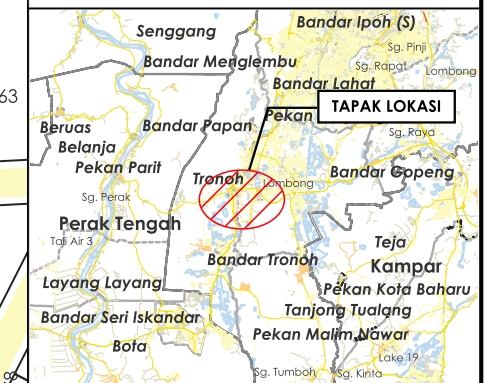 Bandar Ipoh (S)
Senggang
Sg. Pinji
Bandar Menglembu
Sg. Rapat
Lombong
Bandar Lahat
63
TAPAK LOKASI
Pekan
Beruas
Bandar Papan
Sg. Raya
Belanja
Pekan Parit
Tronoh
Lombong
Bandar Gopeng
Sg. Perak
Perak Tengah
Tali Air 3
Teja
Bandar Tronoh
Kampar
Layang Layang
Pekan Kota Baharu
Bandar Seri Iskandar
Tanjong Tualang
Pekan Malim Nawar
Bota
Lake 19
Sg. Tumboh
Sg. Kinta